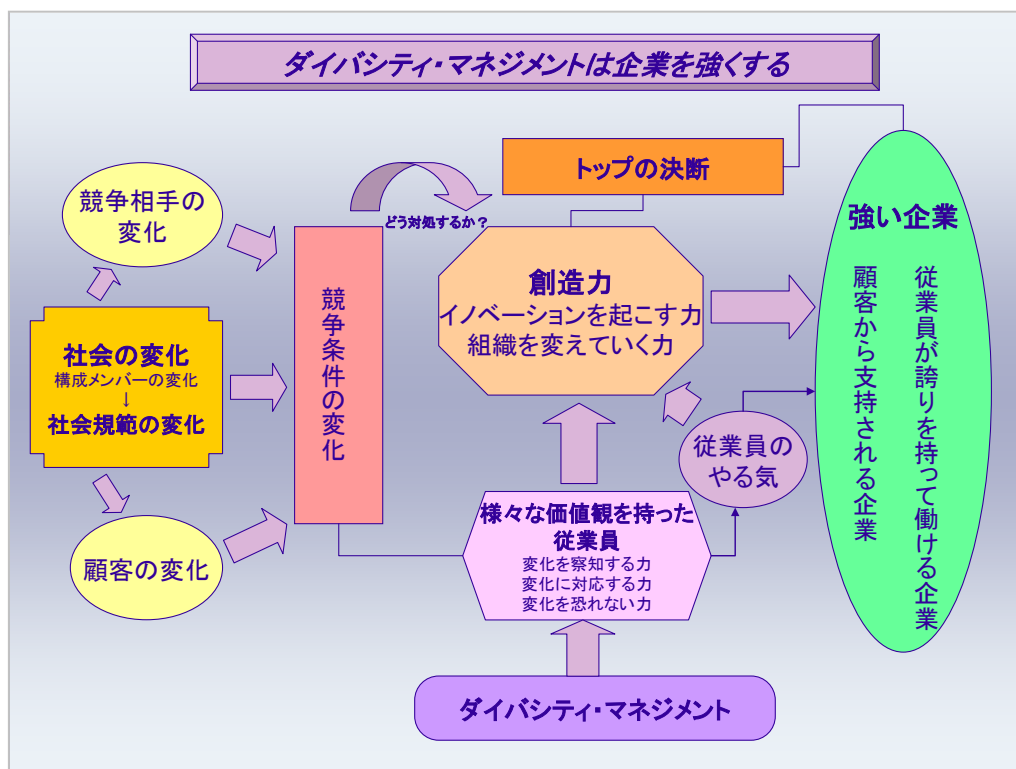 ダイバシティ・マネジメントは企業を強くする
トップの決断
競争相手の
変化
どう対処するか？
強い企業
従業員が誇りを持って働ける企業
顧客から支持される企業
創造力
イノベーションを起こす力
組織を変えていく力
競争条件の変化
社会の変化
構成メンバーの変化
↓
社会規範の変化
従業員の
やる気
様々な価値観を持った
従業員
変化を察知する力
変化に対応する力
変化を恐れない力
顧客の変化
ダイバシティ・マネジメント